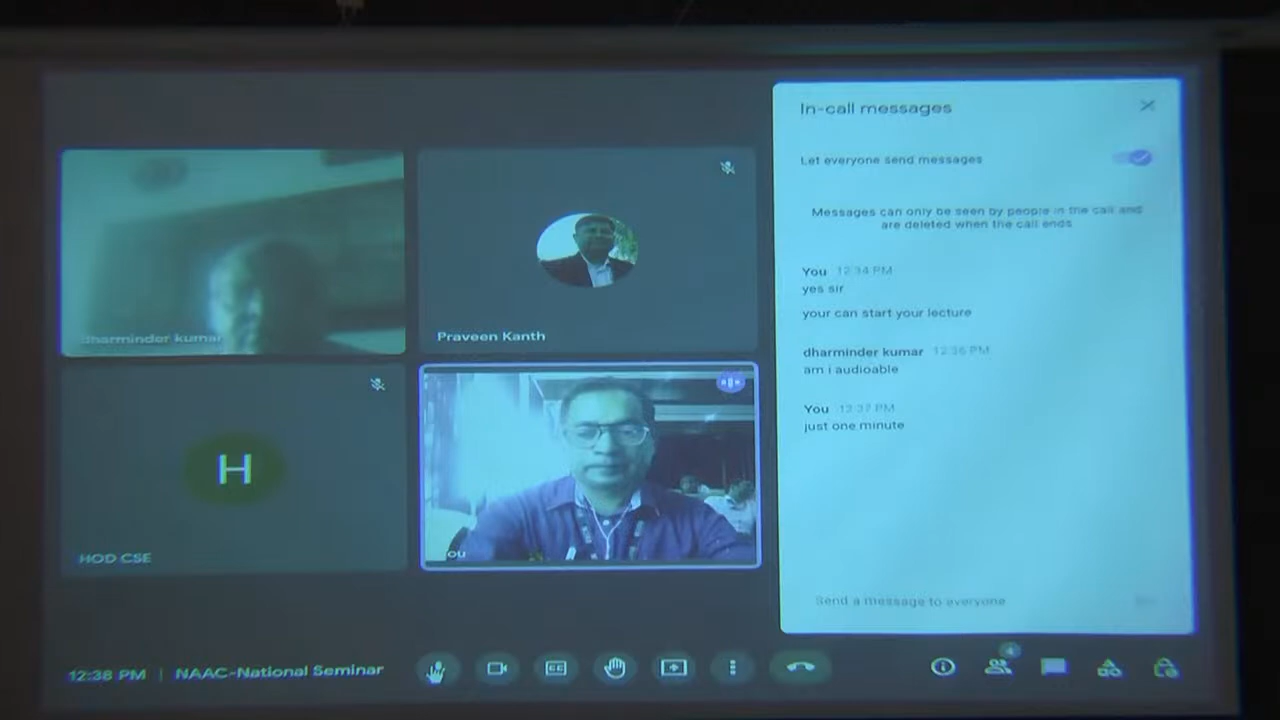 In-call messages
Let everyone send messages
Messages can only be seen by people in the call and
are deleted when the call ends
You 12:34 PM
yes sir
your can start your lecture
dharminder kumar 12:36 PM
am i audioable
You 12:37 PM
just one minute
Send a message to everyone
dharminder kumar
Praveen Kanth
H
HOD CSE
ou
12:38 PM | NAAC-National Seminar
CC
4